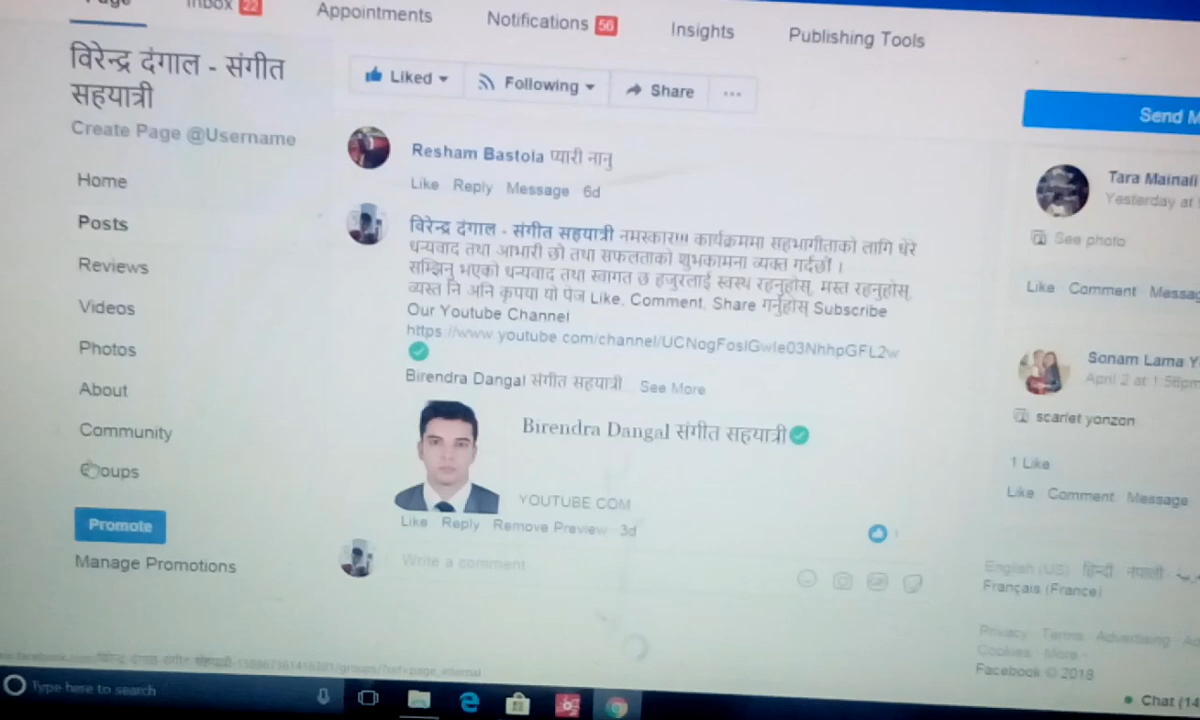 Page
Inbox 22
Appointments
Notifications 56
Insights
Publishing Tools
विरेन्द्र दंगाल - संगीत
सहयात्री
Create Page @Username
Home
Posts
Reviews
Videos
Photos
About
Community
Groups
Promote
Manage Promotions
Liked
Following
Share
...
Send M
Resham Bastola प्यारी नानु
Like Reply Message 6d
विरेन्द्र दंगाल - संगीत सहयात्री नमस्कार!!! कार्यक्रममा सहभागीताको लागि धेरै
धन्यवाद तथा आभारी छौ तथा सफलताको शुभकामना व्यक्त गर्दछौं ।
सम्झिनु भएको धन्यवाद तथा स्वागत छ हजुरलाई स्वस्थ रहनुहोस्, मस्त रहनुहोस्,
व्यस्त नि अनि कृपया यो पेज Like, Comment, Share गर्नुहोस् Subscribe
Our Youtube Channel
https://www.youtube.com/channel/UCNogFosIGwIe03NhhpGFL2w
Birendra Dangal संगीत सहयात्री... See More
Birendra Dangal संगीत सहयात्री
YOUTUBE.COM
Like Reply Remove Preview 3d
1
Write a comment
Tara Mainali
Yesterday at
See photo
Like Comment Messag
Sonam Lama Y
April 2 at 1:58pm
scarlet yonzon
1 Like
Like Comment Message
English (US) हिन्दी नेपाली
Français (France)
Privacy Terms Advertising Ad
Cookies More
Facebook © 2018
Chat (14
Type here to search